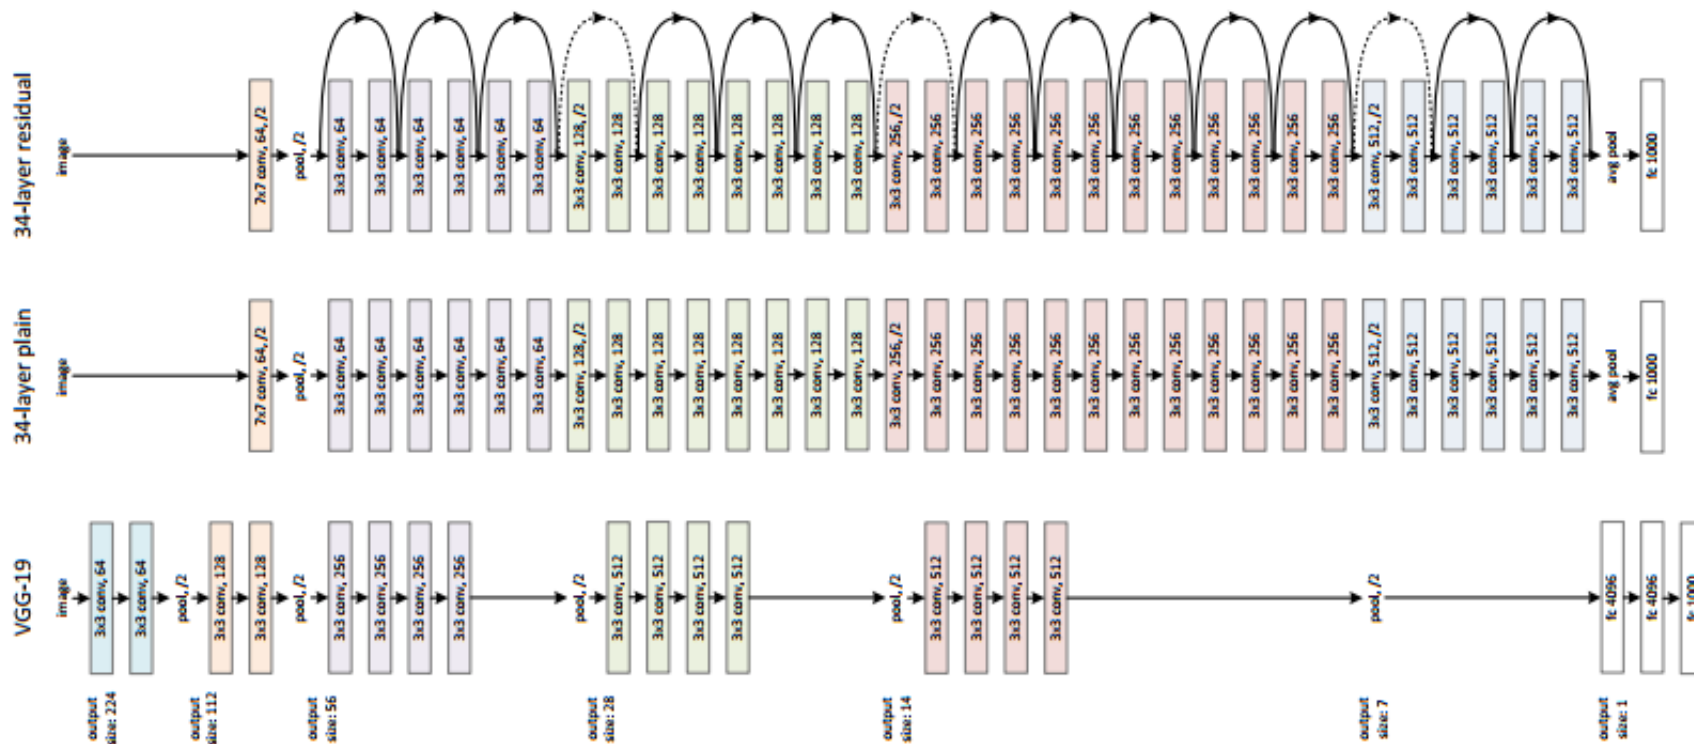 output
size: 224
output
size: 112
output
size: 56
output
size: 28
output
size: 14
output
size: 7
output
size: 1
VGG-19
image
3x3 conv, 64
3x3 conv, 64
pool, /2
3x3 conv, 128
3x3 conv, 128
pool, /2
3x3 conv, 256
3x3 conv, 256
3x3 conv, 256
3x3 conv, 256
pool, /2
3x3 conv, 512
3x3 conv, 512
3x3 conv, 512
3x3 conv, 512
pool, /2
3x3 conv, 512
3x3 conv, 512
3x3 conv, 512
3x3 conv, 512
pool, /2
fc 4096
fc 4096
fc 1000
34-layer plain
image
7x7 conv, 64, /2
pool, /2
3x3 conv, 64
3x3 conv, 64
3x3 conv, 64
3x3 conv, 64
3x3 conv, 64
3x3 conv, 64
3x3 conv, 128, /2
3x3 conv, 128
3x3 conv, 128
3x3 conv, 128
3x3 conv, 128
3x3 conv, 128
3x3 conv, 128
3x3 conv, 128
3x3 conv, 256, /2
3x3 conv, 256
3x3 conv, 256
3x3 conv, 256
3x3 conv, 256
3x3 conv, 256
3x3 conv, 256
3x3 conv, 256
3x3 conv, 256
3x3 conv, 256
3x3 conv, 256
3x3 conv, 256
3x3 conv, 512, /2
3x3 conv, 512
3x3 conv, 512
3x3 conv, 512
3x3 conv, 512
3x3 conv, 512
avg pool
fc 1000
34-layer residual
image
7x7 conv, 64, /2
pool, /2
3x3 conv, 64
3x3 conv, 64
3x3 conv, 64
3x3 conv, 64
3x3 conv, 64
3x3 conv, 64
3x3 conv, 128, /2
3x3 conv, 128
3x3 conv, 128
3x3 conv, 128
3x3 conv, 128
3x3 conv, 128
3x3 conv, 128
3x3 conv, 128
3x3 conv, 256, /2
3x3 conv, 256
3x3 conv, 256
3x3 conv, 256
3x3 conv, 256
3x3 conv, 256
3x3 conv, 256
3x3 conv, 256
3x3 conv, 256
3x3 conv, 256
3x3 conv, 256
3x3 conv, 256
3x3 conv, 512, /2
3x3 conv, 512
3x3 conv, 512
3x3 conv, 512
3x3 conv, 512
3x3 conv, 512
avg pool
fc 1000